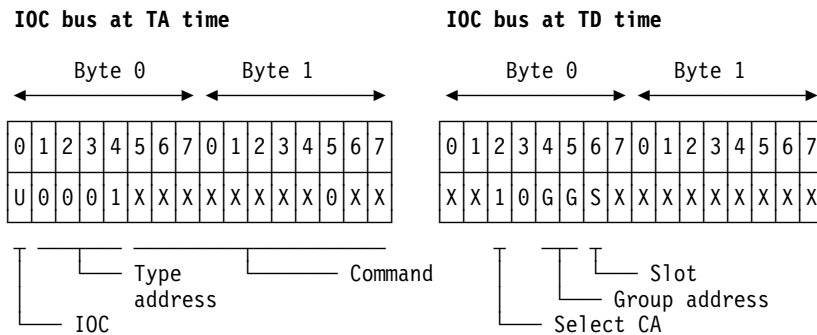 IOC bus at TA time IOC bus at TD time
Byte 0 Byte 1 Byte 0 Byte 1
0 1 2 3 4 5 6 7 0 1 2 3 4 5 6 7 0 1 2 3 4 5 6 7 0 1 2 3 4 5 6 7
U 0 0 0 1 X X X X X X X X 0 X X X X 1 0 G G S X X X X X X X X X
Type Command Slot
address Group address
IOC Select CA